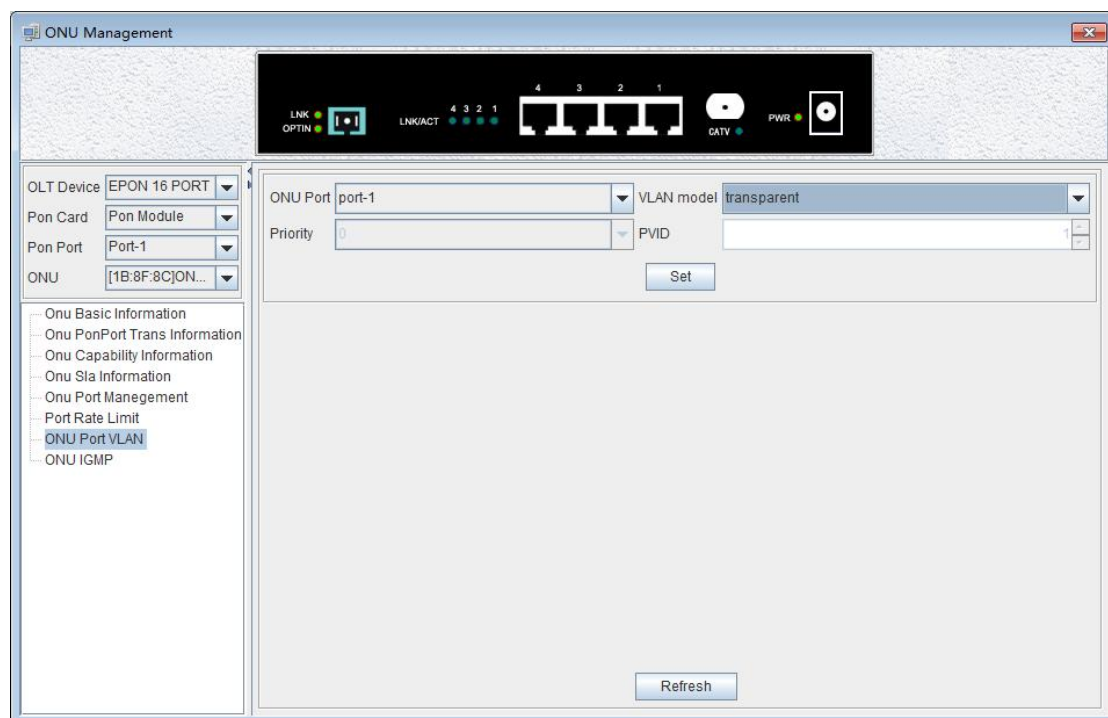 ONU Management
4 3 2 1
LNK
OPTIN
LNK/ACT
4 3 2 1
CATV
PWR
OLT Device EPON 16 PORT
Pon Card Pon Module
Pon Port Port-1
ONU [1B:8F:8C]ON...
Onu Basic Information
Onu PonPort Trans Information
Onu Capability Information
Onu Sla Information
Onu Port Manegement
Port Rate Limit
ONU Port VLAN
ONU IGMP
ONU Port port-1 VLAN model transparent
Priority 0 PVID 1
Set
Refresh